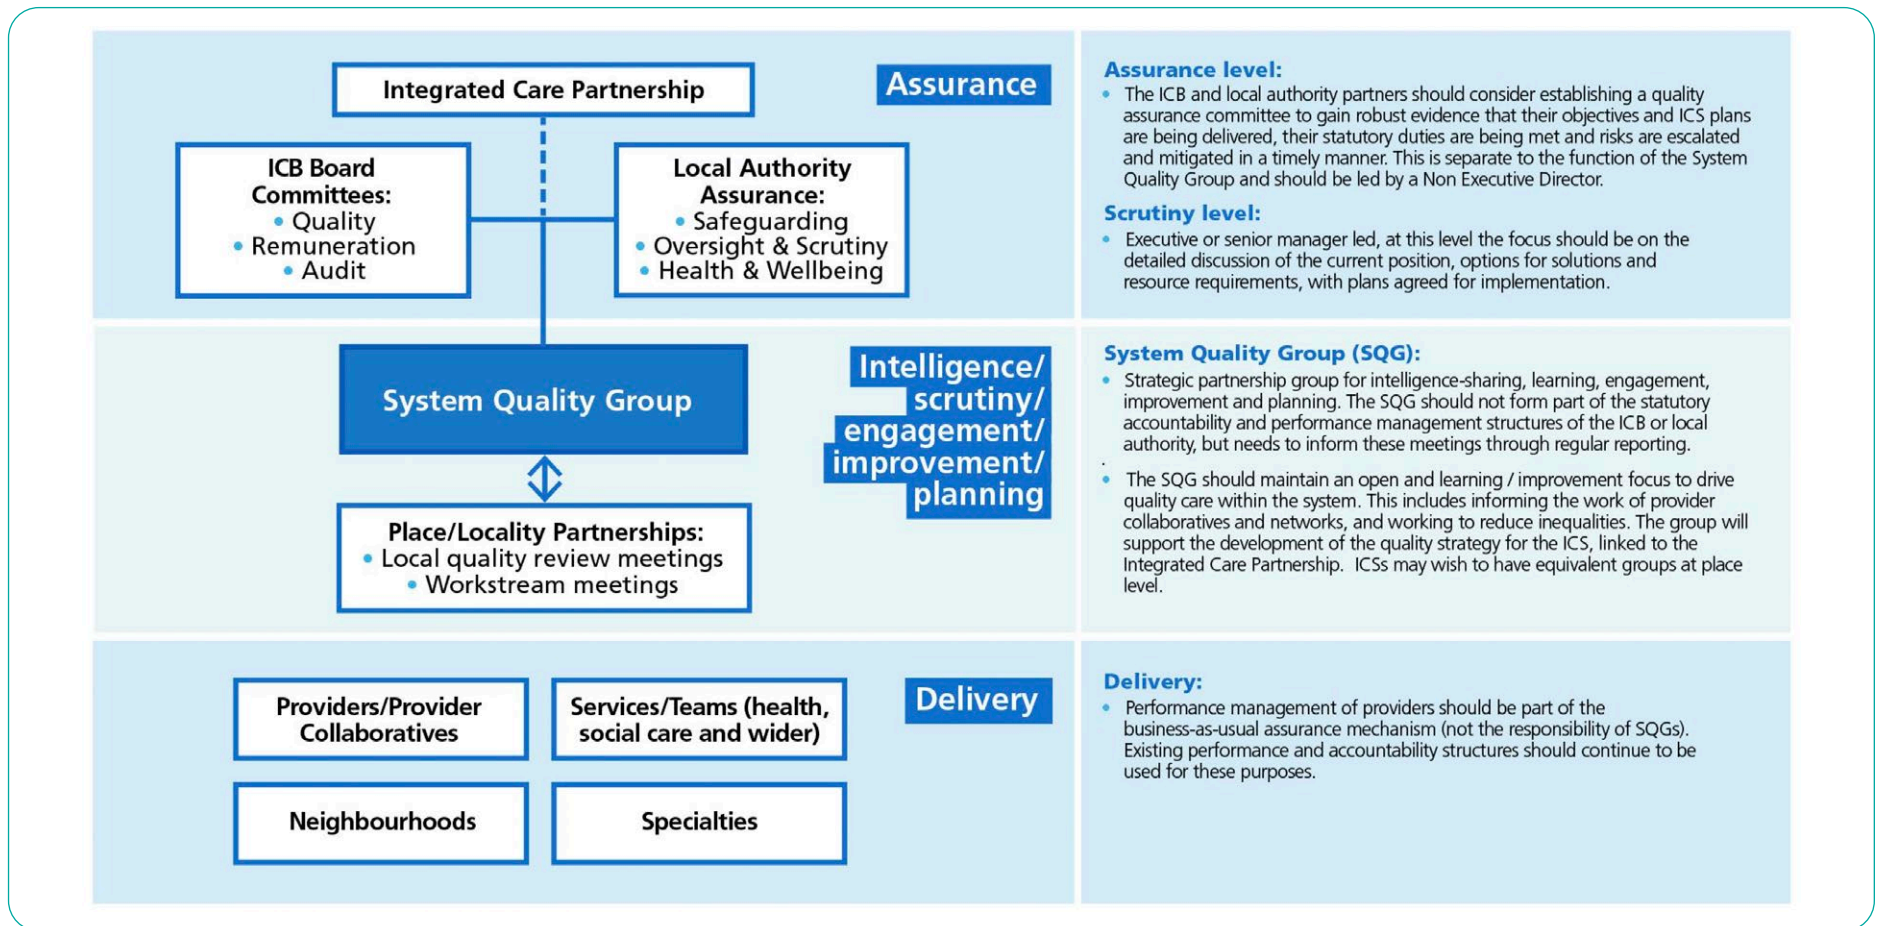 Integrated Care Partnership
Assurance
ICB Board
Committees:
• Quality
• Remuneration
• Audit
Local Authority
Assurance:
• Safeguarding
• Oversight & Scrutiny
• Health & Wellbeing
Assurance level:
• The ICB and local authority partners should consider establishing a quality
assurance committee to gain robust evidence that their objectives and ICS plans
are being delivered, their statutory duties are being met and risks are escalated
and mitigated in a timely manner. This is separate to the function of the System
Quality Group and should be led by a Non Executive Director.
Scrutiny level:
• Executive or senior manager led, at this level the focus should be on the
detailed discussion of the current position, options for solutions and
resource requirements, with plans agreed for implementation.
System Quality Group
Intelligence/
scrutiny/
engagement/
improvement/
planning
Place/Locality Partnerships:
• Local quality review meetings
• Workstream meetings
System Quality Group (SQG):
• Strategic partnership group for intelligence-sharing, learning, engagement,
improvement and planning. The SQG should not form part of the statutory
accountability and performance management structures of the ICB or local
authority, but needs to inform these meetings through regular reporting.
.
• The SQG should maintain an open and learning / improvement focus to drive
quality care within the system. This includes informing the work of provider
collaboratives and networks, and working to reduce inequalities. The group will
support the development of the quality strategy for the ICS, linked to the
Integrated Care Partnership. ICSs may wish to have equivalent groups at place
level.
Providers/Provider
Collaboratives
Services/Teams (health,
social care and wider)
Delivery
Neighbourhoods
Specialties
Delivery:
• Performance management of providers should be part of the
business-as-usual assurance mechanism (not the responsibility of SQGs).
Existing performance and accountability structures should continue to be
used for these purposes.